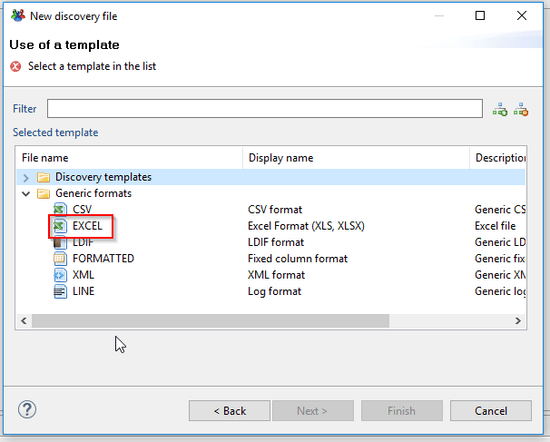 New discovery file
Use of a template
Select a template in the list
Filter
Selected template
File name Display name Description
Discovery templates
Generic formats
CSV CSV format Generic CS
EXCEL Excel Format (XLS, XLSX) Excel file
LDIF LDIF format Generic LD
FORMATTED Fixed column format Generic fix
XML XML format Generic XM
LINE Log format Generic log
? < Back Next > Finish Cancel